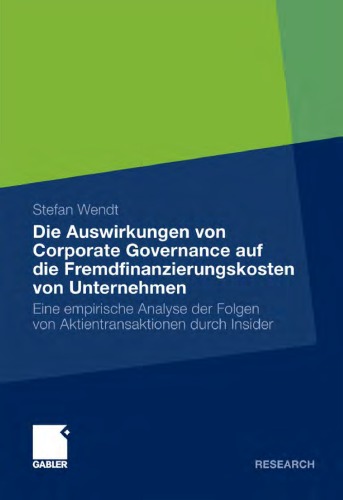 Stefan Wendt
Die Auswirkungen von
Corporate Governance auf
die Fremdfinanzierungskosten
von Unternehmen
Eine empirische Analyse der Folgen
von Aktientransaktionen durch Insider
GABLER
RESEARCH